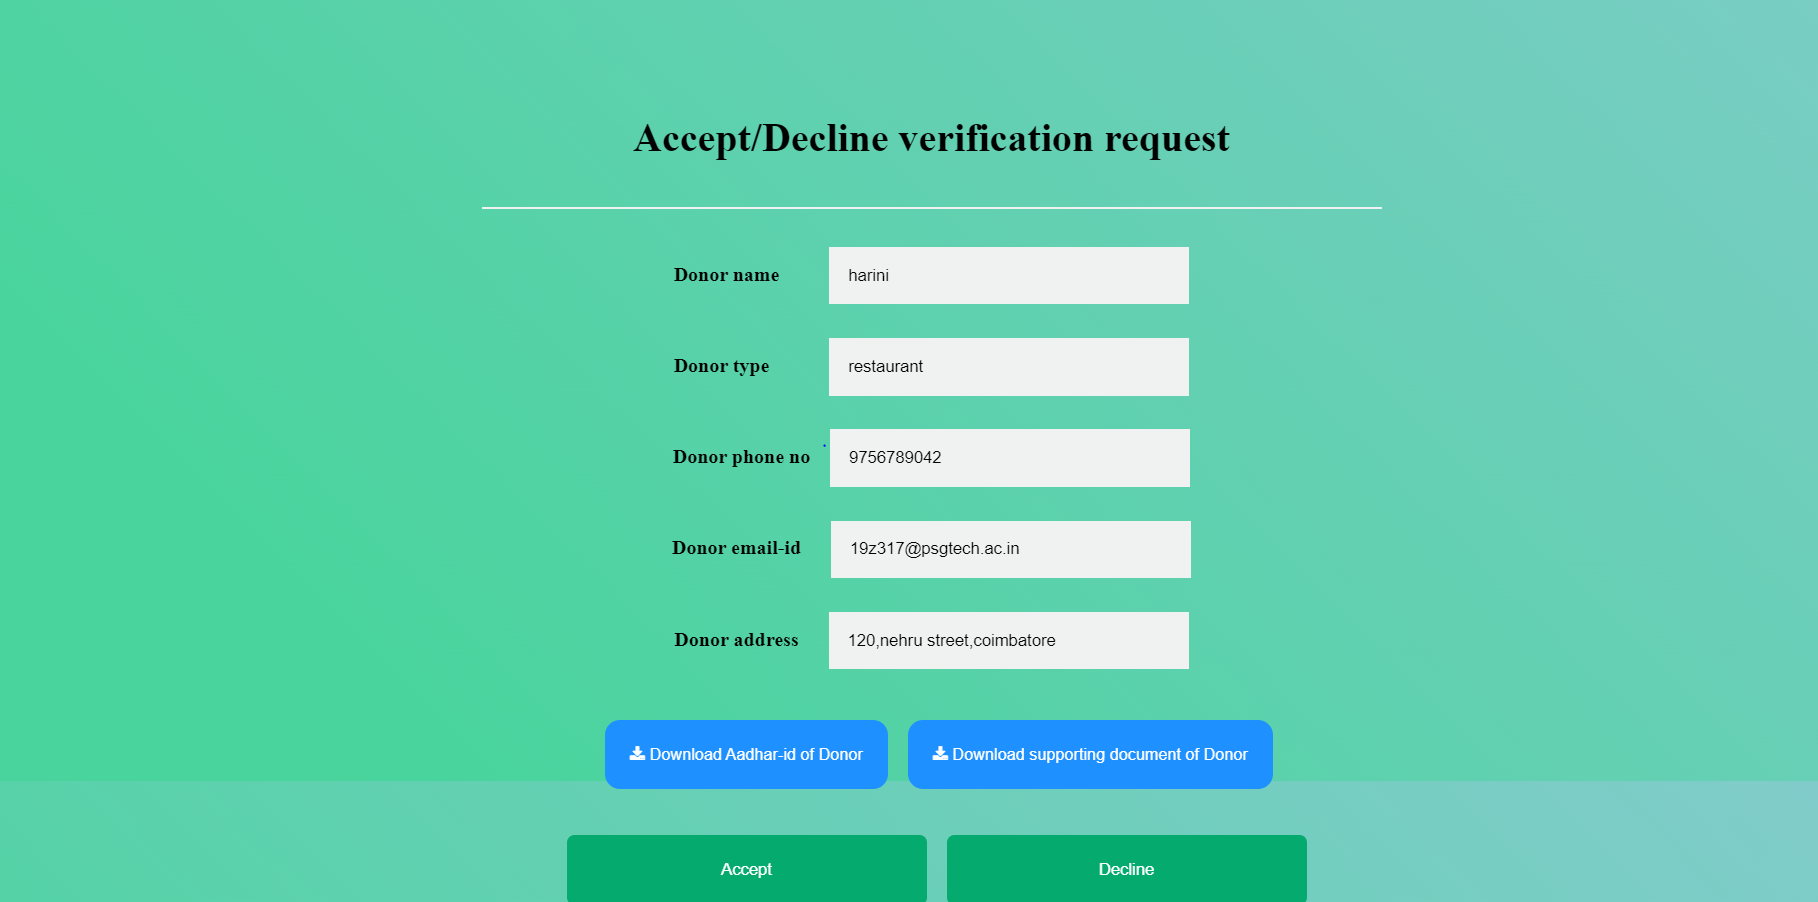 Accept/Decline verification request
Donor name harini
Donor type restaurant
Donor phone no 9756789042
Donor email-id 19z317@psgtech.ac.in
Donor address 120,nehru street,coimbatore
Download Aadhar-id of Donor Download supporting document of Donor
Accept Decline